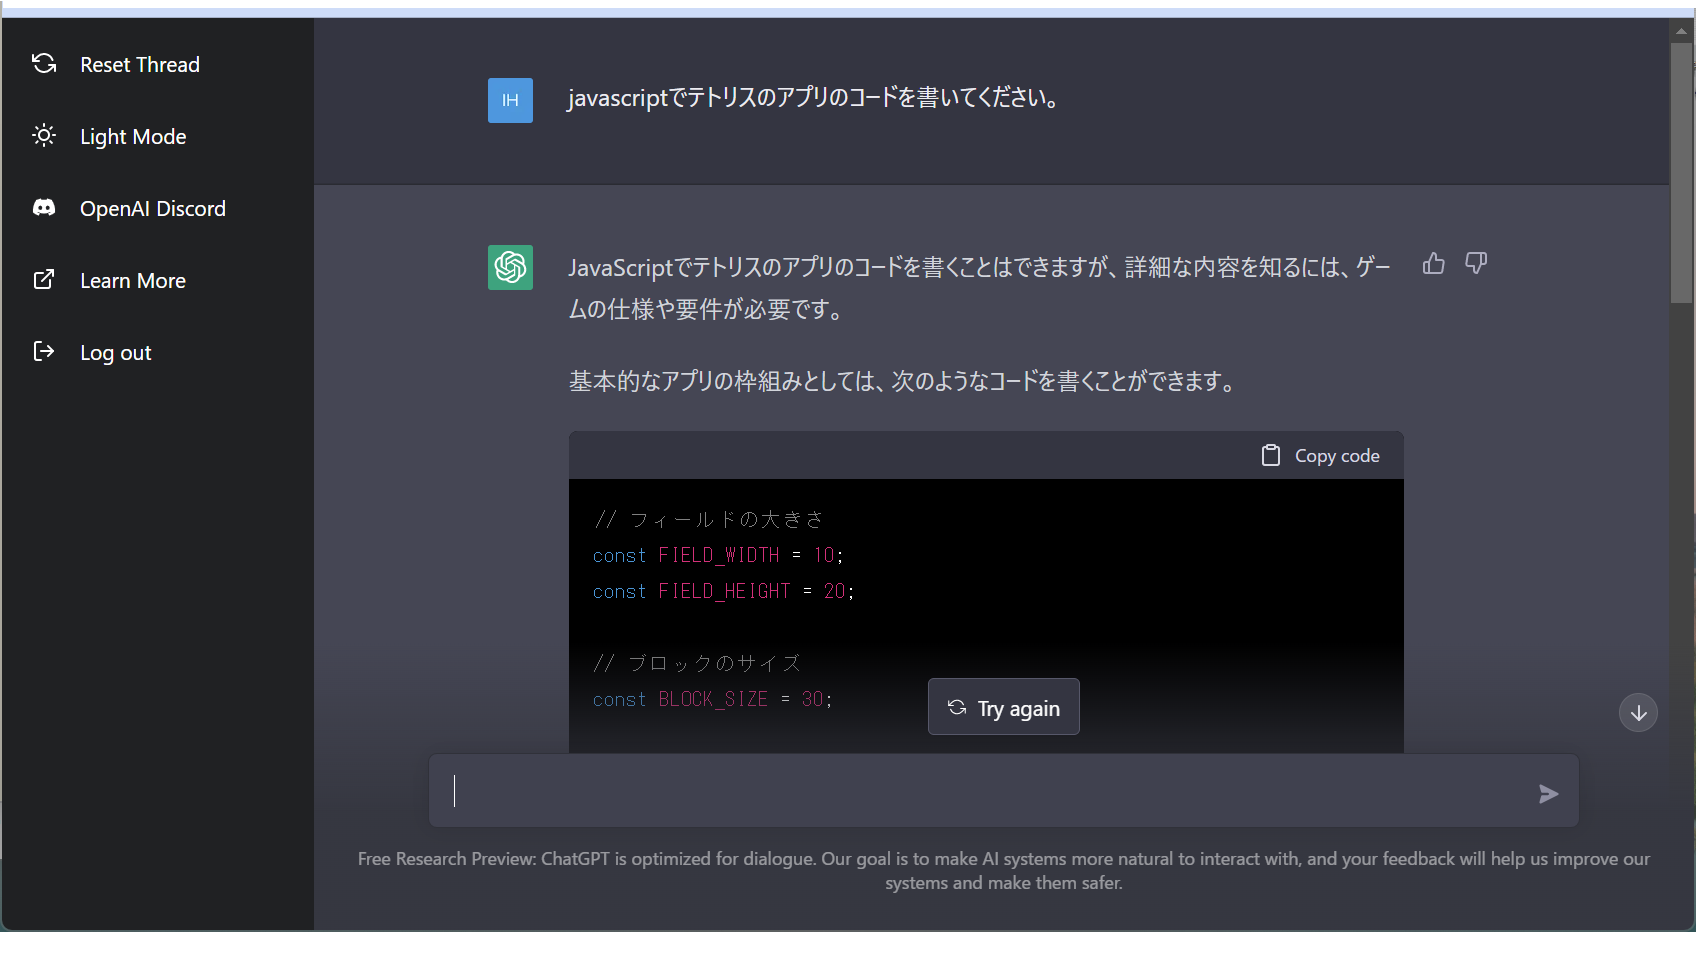 Reset Thread
Light Mode
OpenAI Discord
Learn More
Log out
IH
javascriptでテトリスのアプリのコードを書いてください。
JavaScriptでテトリスのアプリのコードを書くことはできますが、詳細な内容を知るには、ゲー
ムの仕様や要件が必要です。
基本的なアプリの枠組みとしては、次のようなコードを書くことができます。
Copy code
// フィールドの大きさ
const FIELD_WIDTH = 10;
const FIELD_HEIGHT = 20;
// ブロックのサイズ
const BLOCK_SIZE = 30;
Try again
Free Research Preview: ChatGPT is optimized for dialogue. Our goal is to make AI systems more natural to interact with, and your feedback will help us improve our
systems and make them safer.